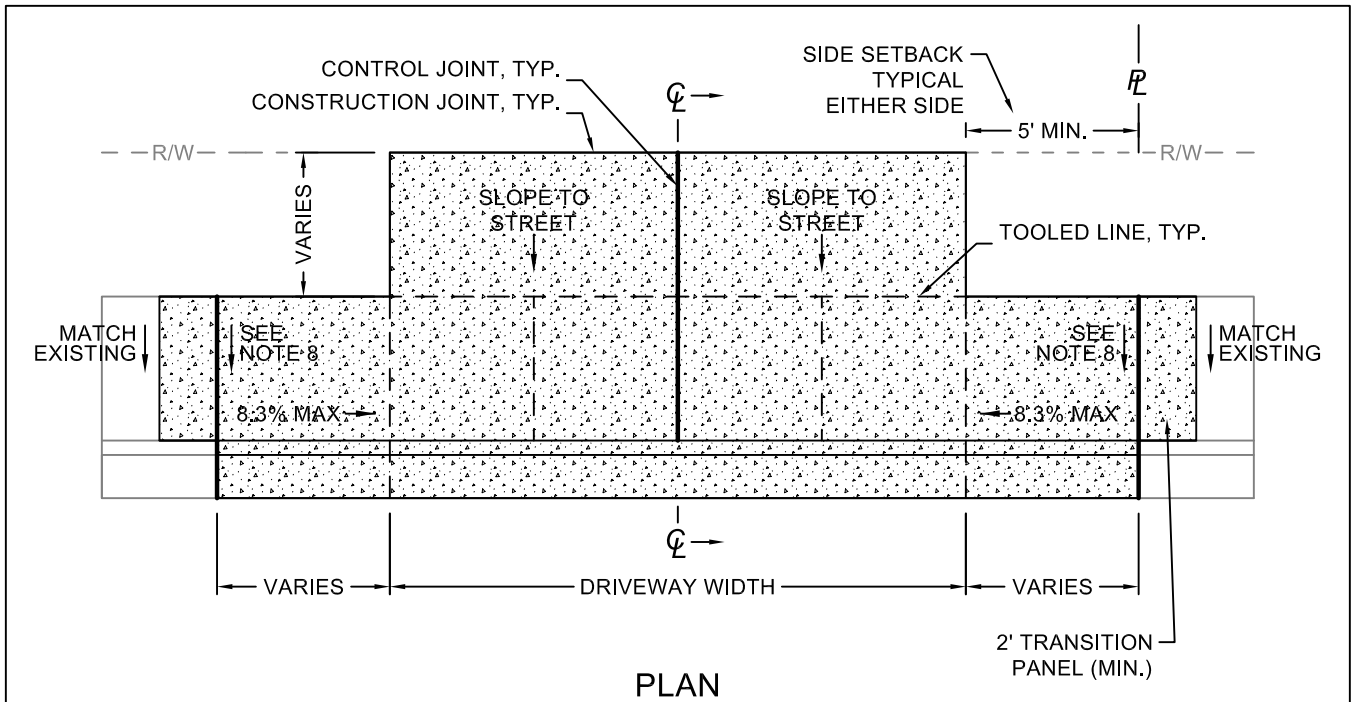 CONTROL JOINT, TYP.
CONSTRUCTION JOINT, TYP.
SIDE SETBACK
TYPICAL
EITHER SIDE
℄
PL
5' MIN.
R/W
R/W
VARIES
SLOPE TO
STREET
SLOPE TO
STREET
TOOLED LINE, TYP.
MATCH
EXISTING
SEE
NOTE 8
SEE
NOTE 8
MATCH
EXISTING
8.3% MAX
8.3% MAX
℄
VARIES
DRIVEWAY WIDTH
VARIES
2' TRANSITION
PANEL (MIN.)
PLAN